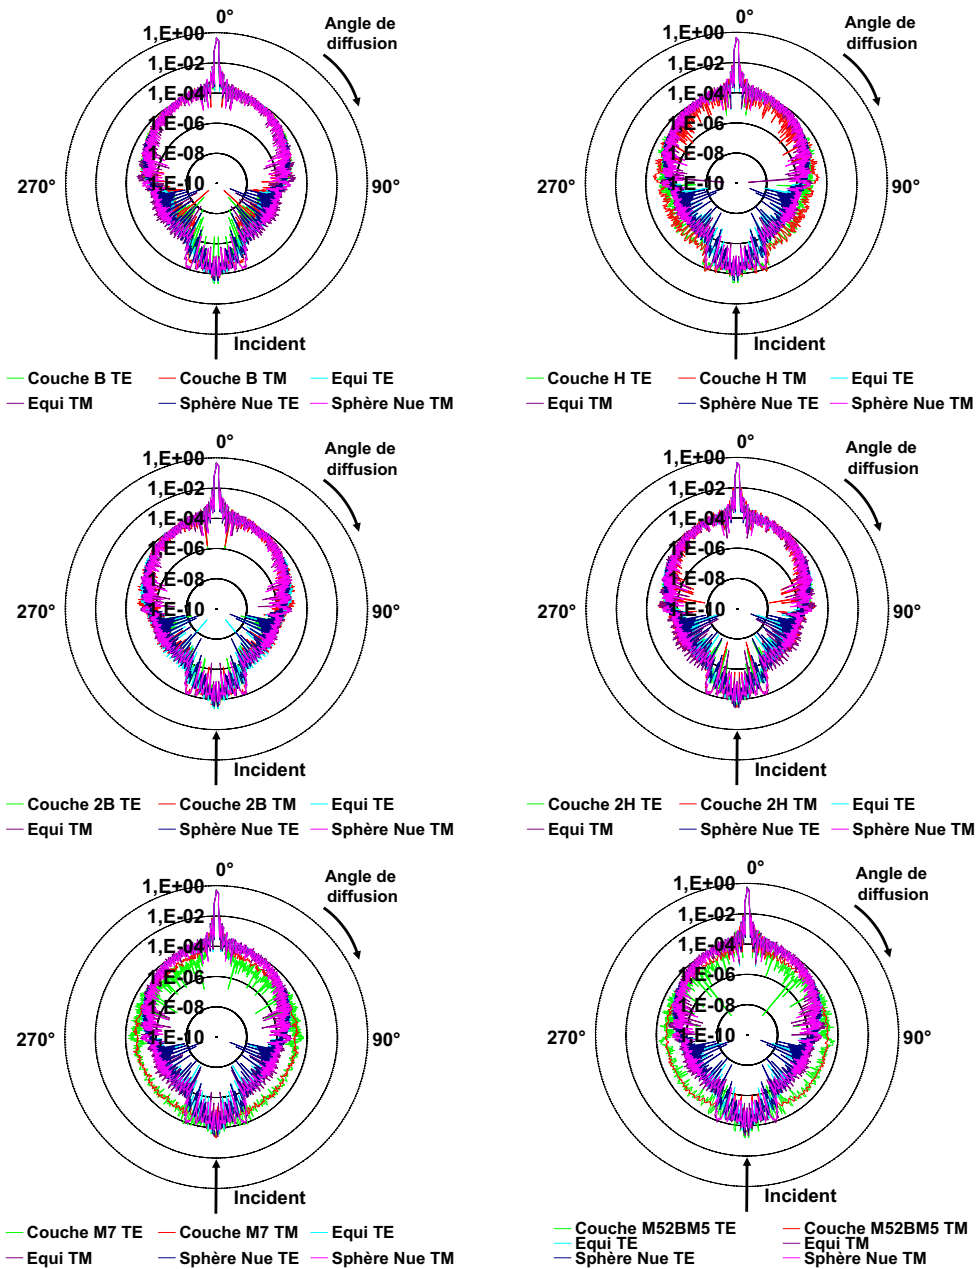 0°
Angle de
diffusion
1,E+00
1,E-02
1,E-04
1,E-06
1,E-08
1,E-10
270°
90°
Incident
Couche B TE
Couche B TM
Equi TE
Equi TM
Sphère Nue TE
Sphère Nue TM
0°
Angle de
diffusion
1,E+00
1,E-02
1,E-04
1,E-06
1,E-08
1,E-10
270°
90°
Incident
Couche H TE
Couche H TM
Equi TE
Equi TM
Sphère Nue TE
Sphère Nue TM
0°
Angle de
diffusion
1,E+00
1,E-02
1,E-04
1,E-06
1,E-08
1,E-10
270°
90°
Incident
Couche 2B TE
Couche 2B TM
Equi TE
Equi TM
Sphère Nue TE
Sphère Nue TM
0°
Angle de
diffusion
1,E+00
1,E-02
1,E-04
1,E-06
1,E-08
1,E-10
270°
90°
Incident
Couche 2H TE
Couche 2H TM
Equi TE
Equi TM
Sphère Nue TE
Sphère Nue TM
0°
Angle de
diffusion
1,E+00
1,E-02
1,E-04
1,E-06
1,E-08
1,E-10
270°
90°
Incident
Couche M7 TE
Couche M7 TM
Equi TE
Equi TM
Sphère Nue TE
Sphère Nue TM
0°
Angle de
diffusion
1,E+00
1,E-02
1,E-04
1,E-06
1,E-08
1,E-10
270°
90°
Incident
Couche M52BM5 TE
Couche M52BM5 TM
Equi TE
Equi TM
Sphère Nue TE
Sphère Nue TM